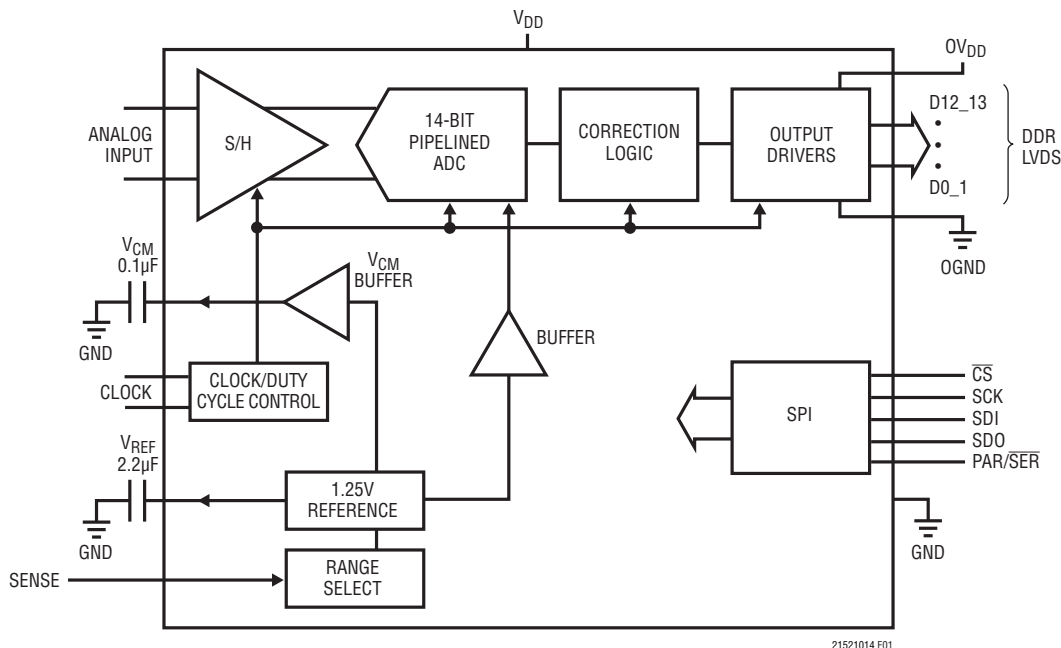 VDD
OVDD
ANALOG
INPUT
S/H
14-BIT
PIPELINED
ADC
CORRECTION
LOGIC
OUTPUT
DRIVERS
D12_13
•
•
•
D0_1
DDR
LVDS
OGND
VCM
0.1µF
GND
VCM
BUFFER
BUFFER
CLOCK
CLOCK/DUTY
CYCLE CONTROL
SPI
CS
SCK
SDI
SDO
PAR/SER
VREF
2.2µF
GND
1.25V
REFERENCE
GND
SENSE
RANGE
SELECT
21521014 F01